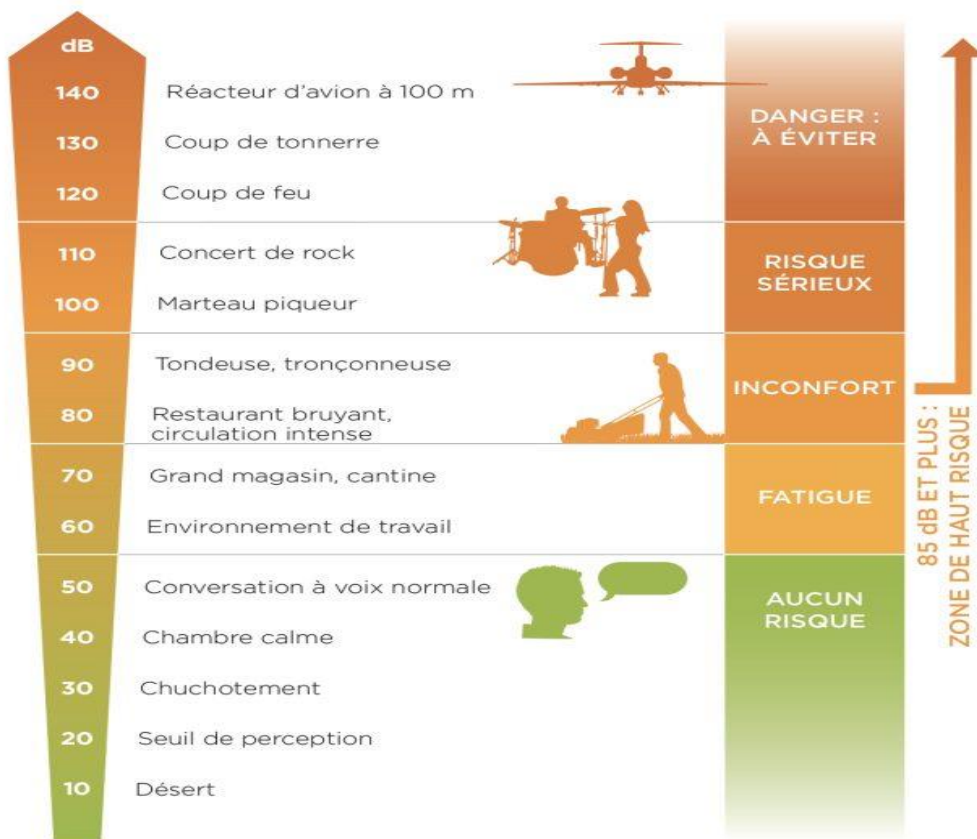 dB
140 Réacteur d'avion à 100 m
130 Coup de tonnerre
120 Coup de feu
DANGER :
À ÉVITER
110 Concert de rock
100 Marteau piqueur
RISQUE
SÉRIEUX
90 Tondeuse, tronçonneuse
80 Restaurant bruyant,
circulation intense
INCONFORT
70 Grand magasin, cantine
60 Environnement de travail
FATIGUE
50 Conversation à voix normale
40 Chambre calme
30 Chuchotement
20 Seuil de perception
10 Désert
AUCUN
RISQUE
85 dB ET PLUS :
ZONE DE HAUT RISQUE